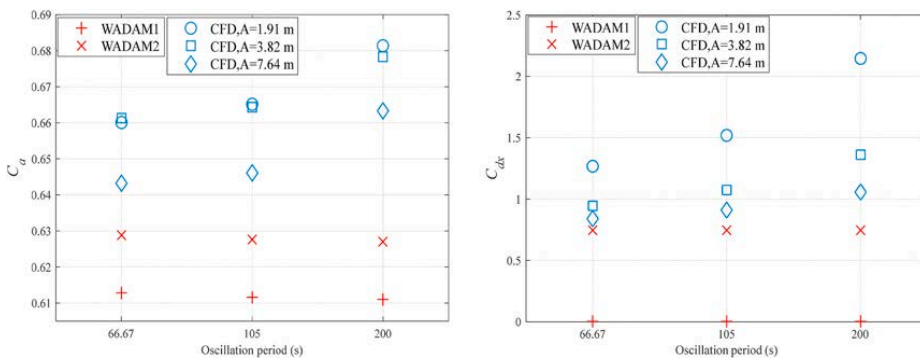 0.69
0.68
0.67
0.66
0.65
0.64
0.63
0.62
0.61
C_a
WADAM1
WADAM2
CFD,A=1.91 m
CFD,A=3.82 m
CFD,A=7.64 m
66.67 105 200
Oscillation period (s)
2.5
2
1.5
1
0.5
0
C_dx
WADAM1
WADAM2
CFD,A=1.91 m
CFD,A=3.82 m
CFD,A=7.64 m
66.67 105 200
Oscillation period (s)